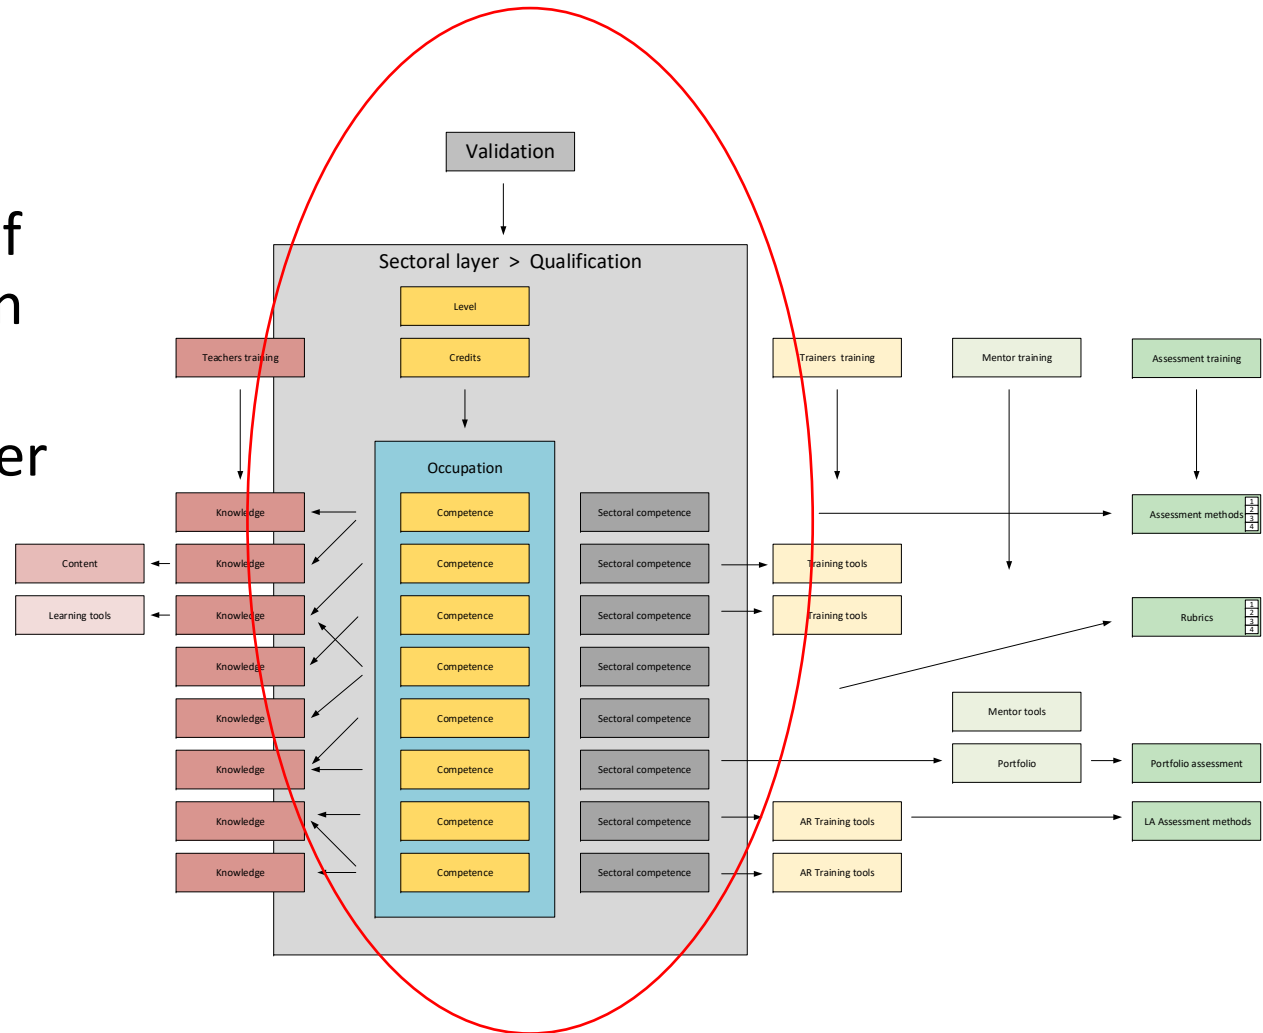 Validation
f
Sectoral layer > Qualification
n
Level
Teachers training
Credits
Trainers training
Mentor training
Assessment training
er
Occupation
Knowledge
Competence
Sectoral competence
Assessment methods
1
2
3
4
Content
Knowledge
Competence
Sectoral competence
Training tools
Learning tools
Knowledge
Competence
Sectoral competence
Training tools
Rubrics
1
2
3
4
Knowledge
Competence
Sectoral competence
Knowledge
Competence
Sectoral competence
Mentor tools
Knowledge
Competence
Sectoral competence
Portfolio
Portfolio assessment
Knowledge
Competence
Sectoral competence
AR Training tools
LA Assessment methods
Knowledge
Competence
Sectoral competence
AR Training tools